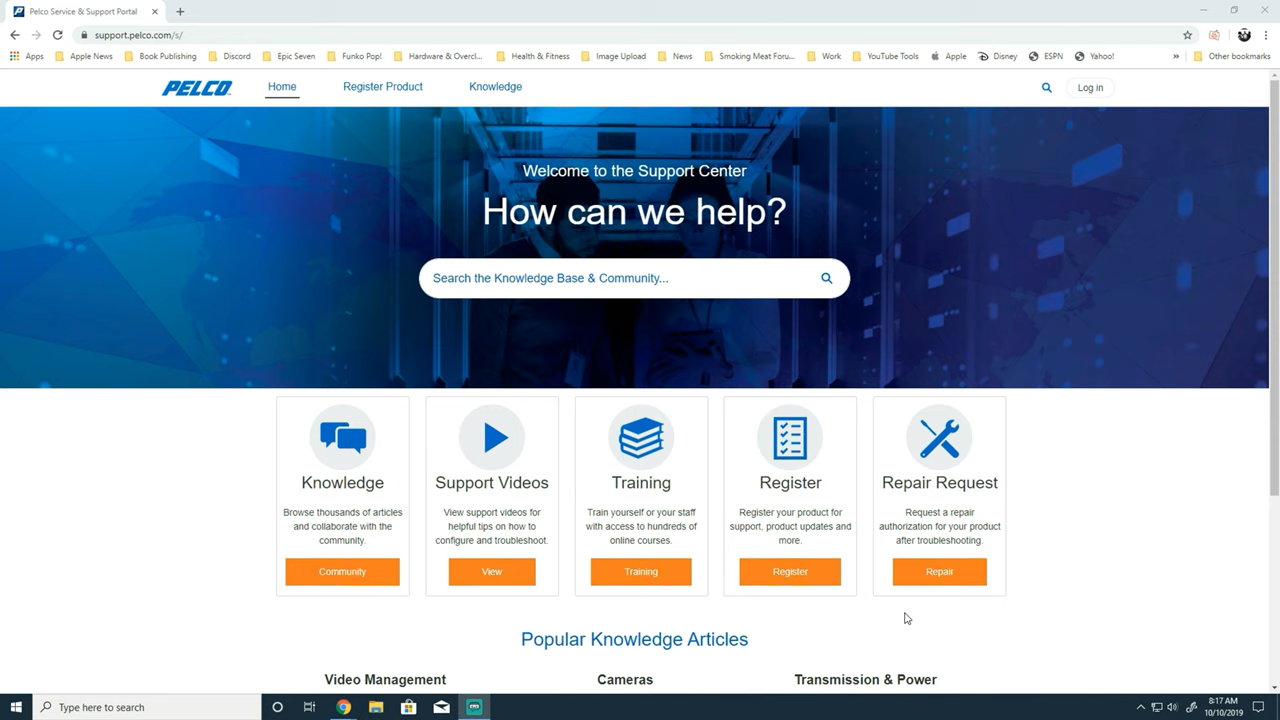 Pelco Service & Support Portal
support.pelco.com/s/
Apps Apple News Book Publishing Discord Epic Seven Funko Pop! Hardware & Overcl... Health & Fitness Image Upload News Smoking Meat Foru... Work YouTube Tools Apple Disney ESPN Yahoo! » Other bookmarks
PELCO Home Register Product Knowledge Log in
Welcome to the Support Center
How can we help?
Search the Knowledge Base & Community...
Knowledge
Browse thousands of articles
and collaborate with the
community.
Community
Support Videos
View support videos for
helpful tips on how to
configure and troubleshoot.
View
Training
Train yourself or your staff
with access to hundreds of
online courses.
Training
Register
Register your product for
support, product updates and
more.
Register
Repair Request
Request a repair
authorization for your product
after troubleshooting.
Repair
Popular Knowledge Articles
Video Management Cameras Transmission & Power
Type here to search
8:17 AM
10/10/2019